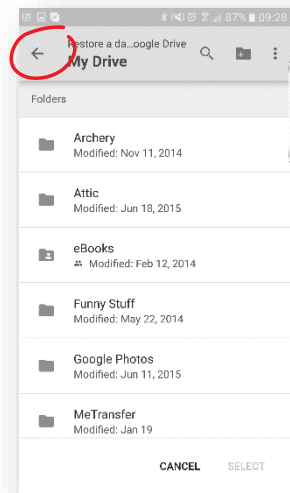 87% 09:28
Restore a da...oogle Drive
My Drive
Folders
Archery
Modified: Nov 11, 2014
Attic
Modified: Jun 18, 2015
eBooks
Modified: Feb 12, 2014
Funny Stuff
Modified: May 22, 2014
Google Photos
Modified: Jun 11, 2015
MeTransfer
Modified: Jan 19
CANCEL SELECT